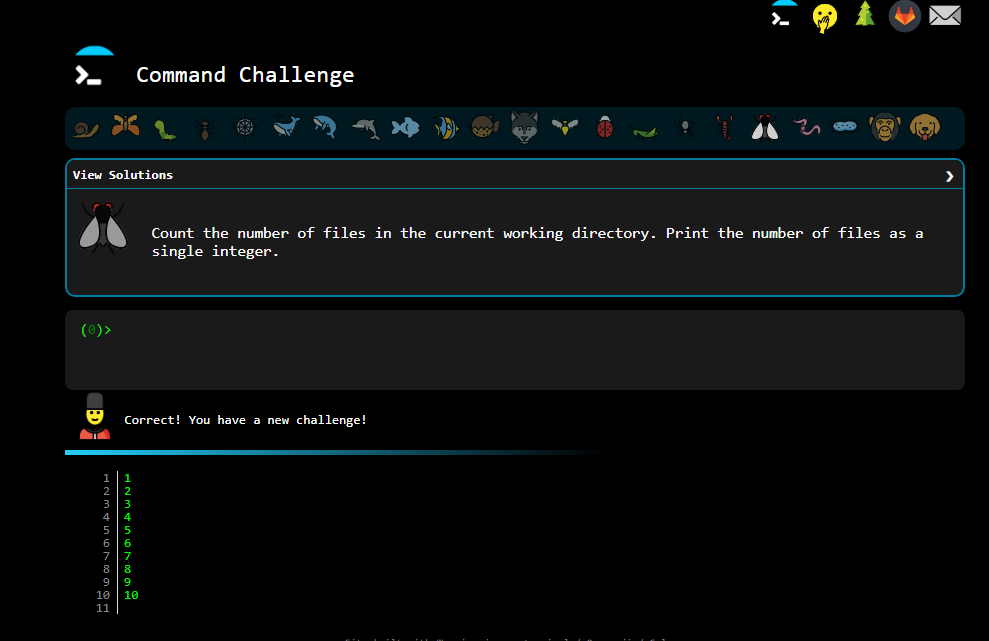 Command Challenge
View Solutions
Count the number of files in the current working directory. Print the number of files as a
single integer.
(0)>
Correct! You have a new challenge!
1 1
2 2
3 3
4 4
5 5
6 6
7 7
8 8
9 9
10 10
11